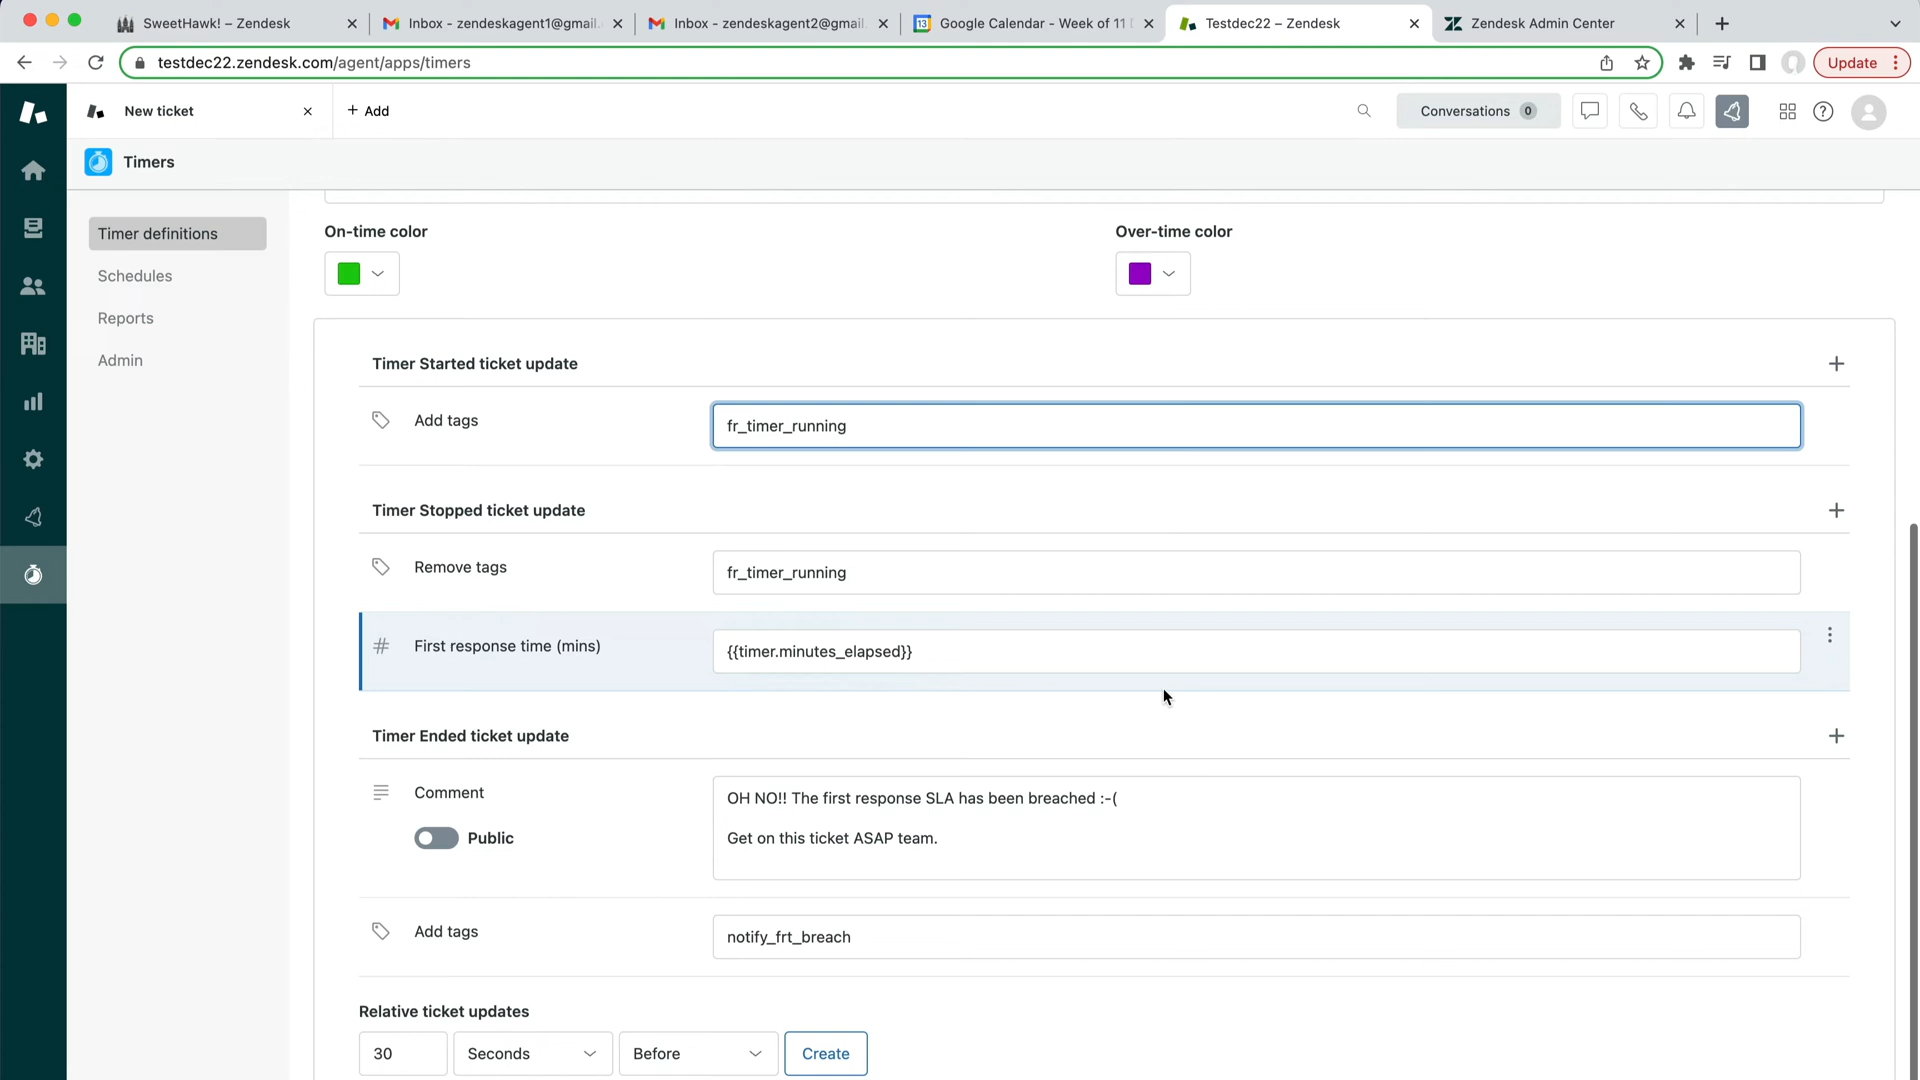 SweetHawk! – Zendesk
Inbox - zendeskagent1@gmail.
Inbox - zendeskagent2@gmail.
13 Google Calendar - Week of 11 D
Testdec22 – Zendesk
Zendesk Admin Center
testdec22.zendesk.com/agent/apps/timers
Update
New ticket
+ Add
Conversations 0
Timers
Timer definitions
Schedules
Reports
Admin
On-time color
Over-time color
Timer Started ticket update
Add tags
fr_timer_running
Timer Stopped ticket update
Remove tags
fr_timer_running
# First response time (mins)
{{timer.minutes_elapsed}}
Timer Ended ticket update
Comment
OH NO!! The first response SLA has been breached :-(
Get on this ticket ASAP team.
Public
Add tags
notify_frt_breach
Relative ticket updates
30
Seconds
Before
Create